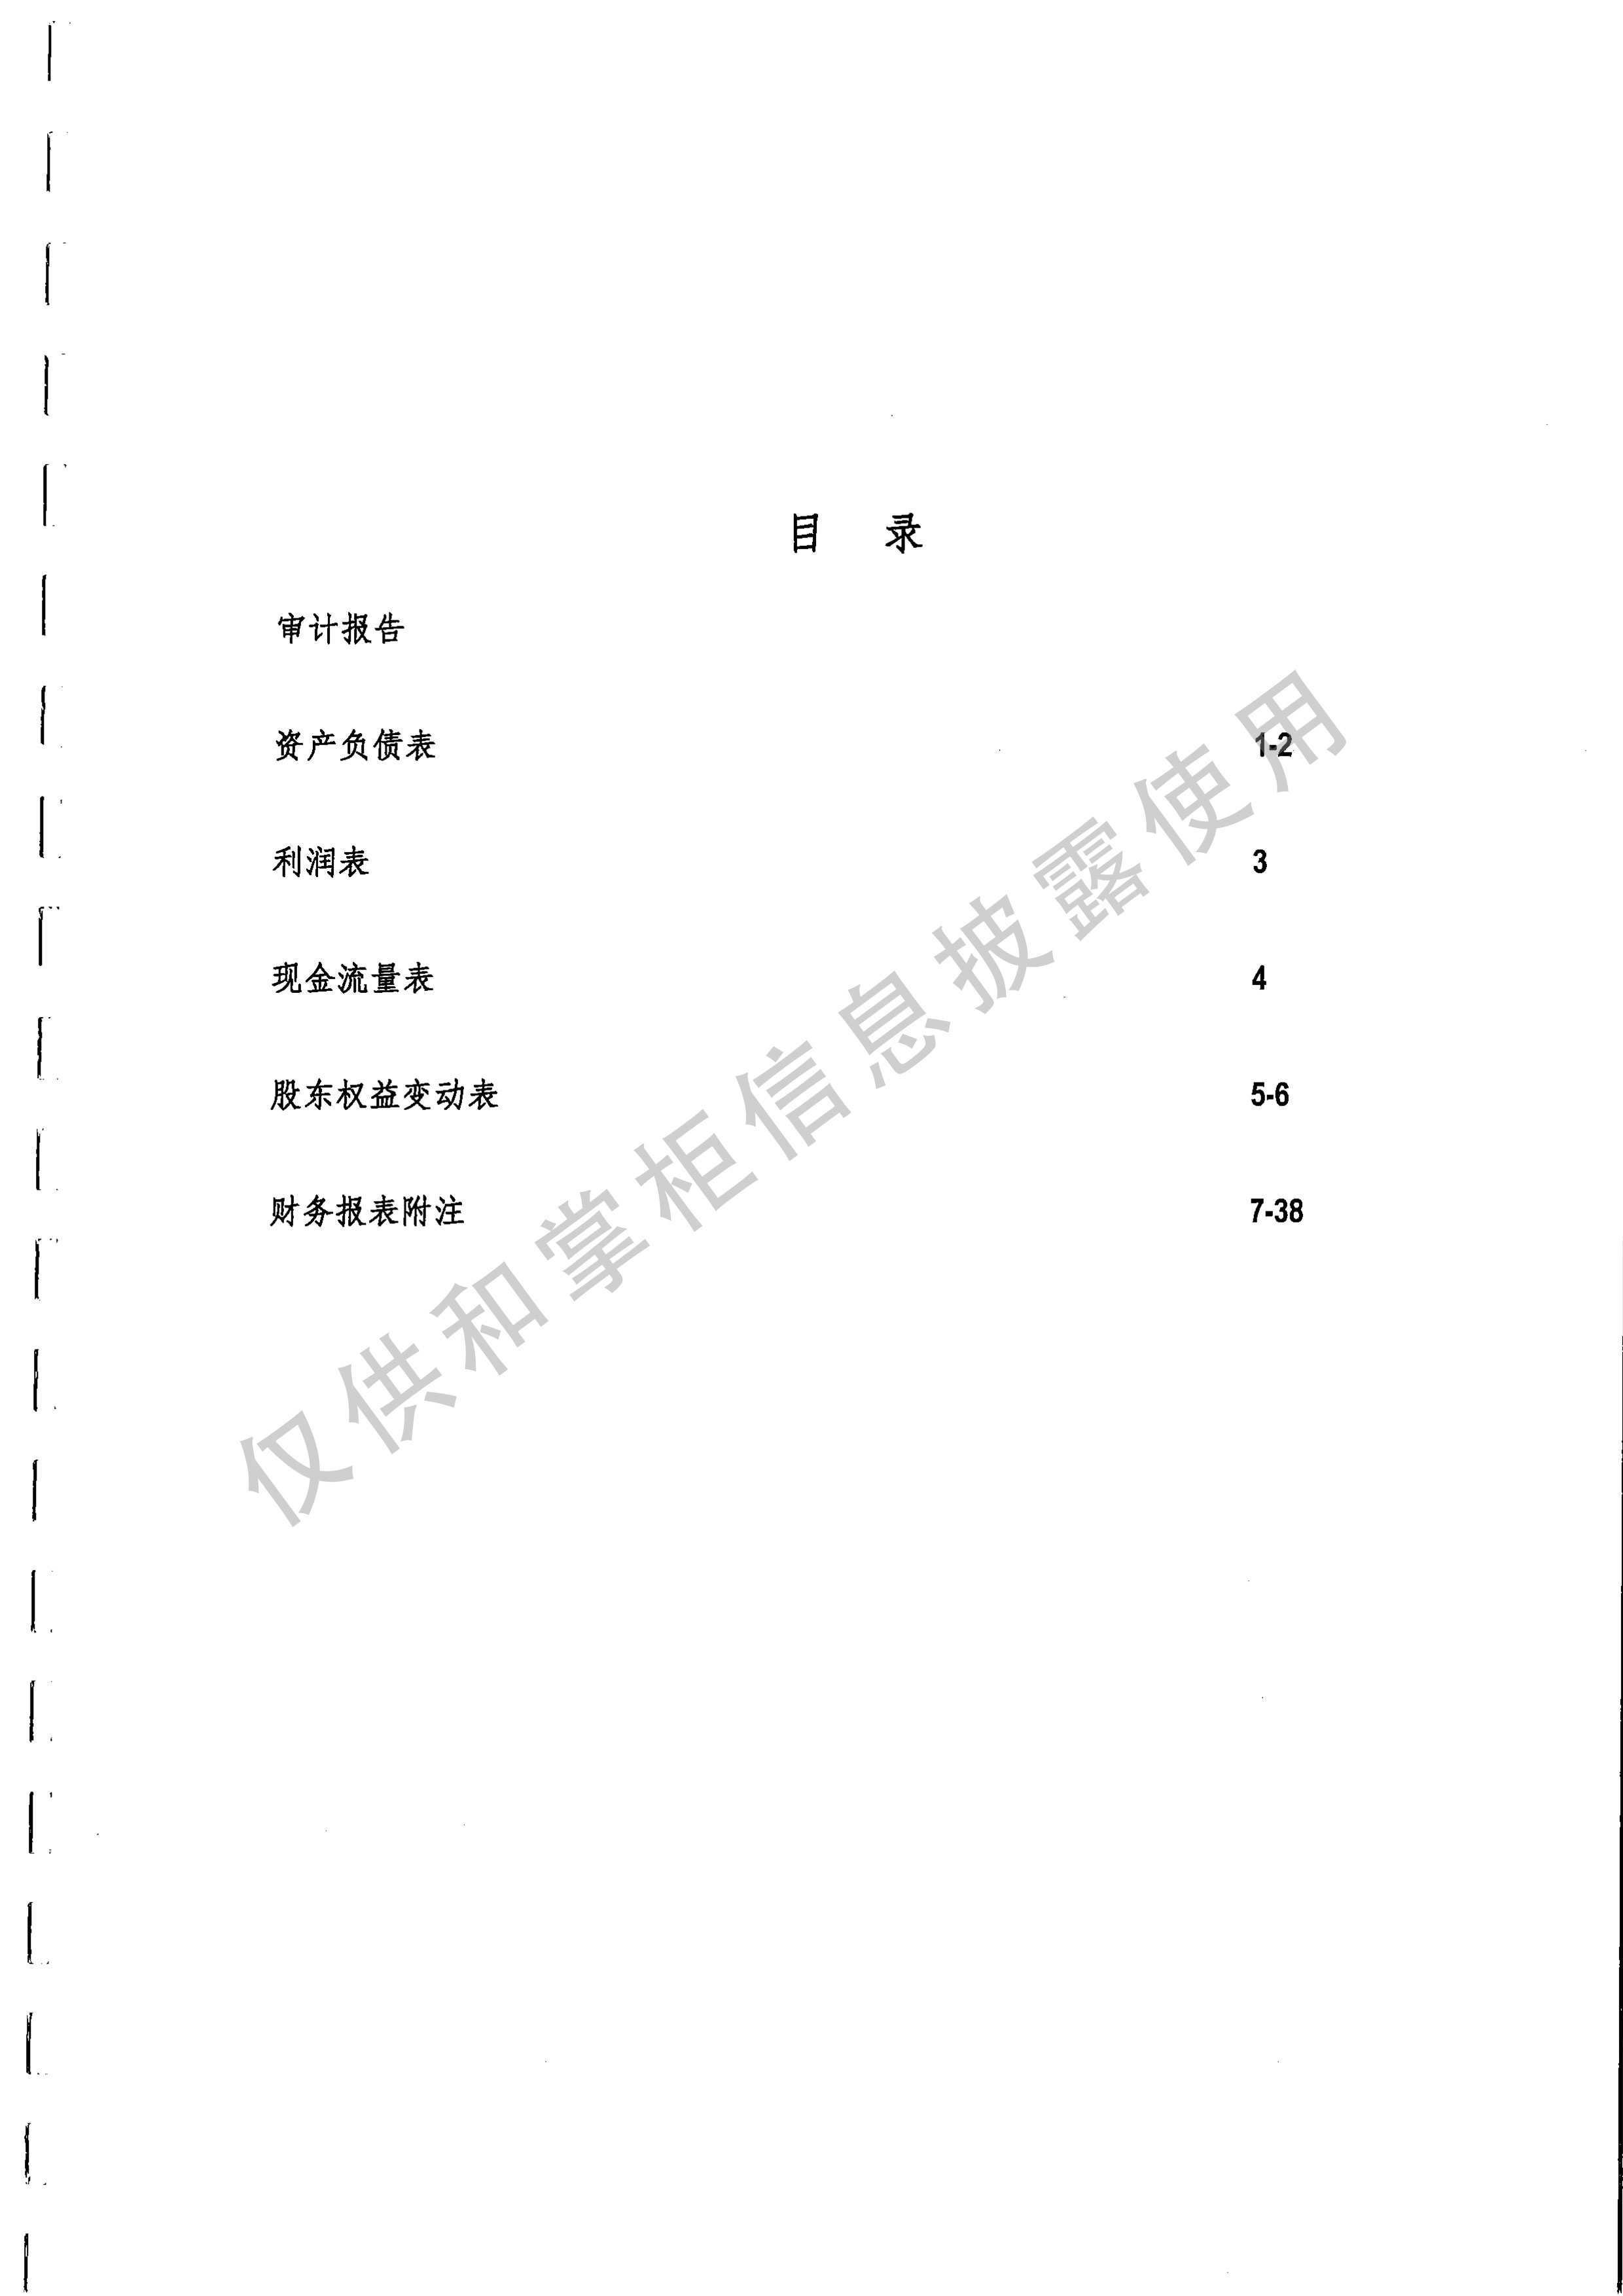 目 录
审计报告
资产负债表 1-2
利润表 3
现金流量表 4
股东权益变动表 5-6
财务报表附注 7-38
仅供和掌柜信息披露使用